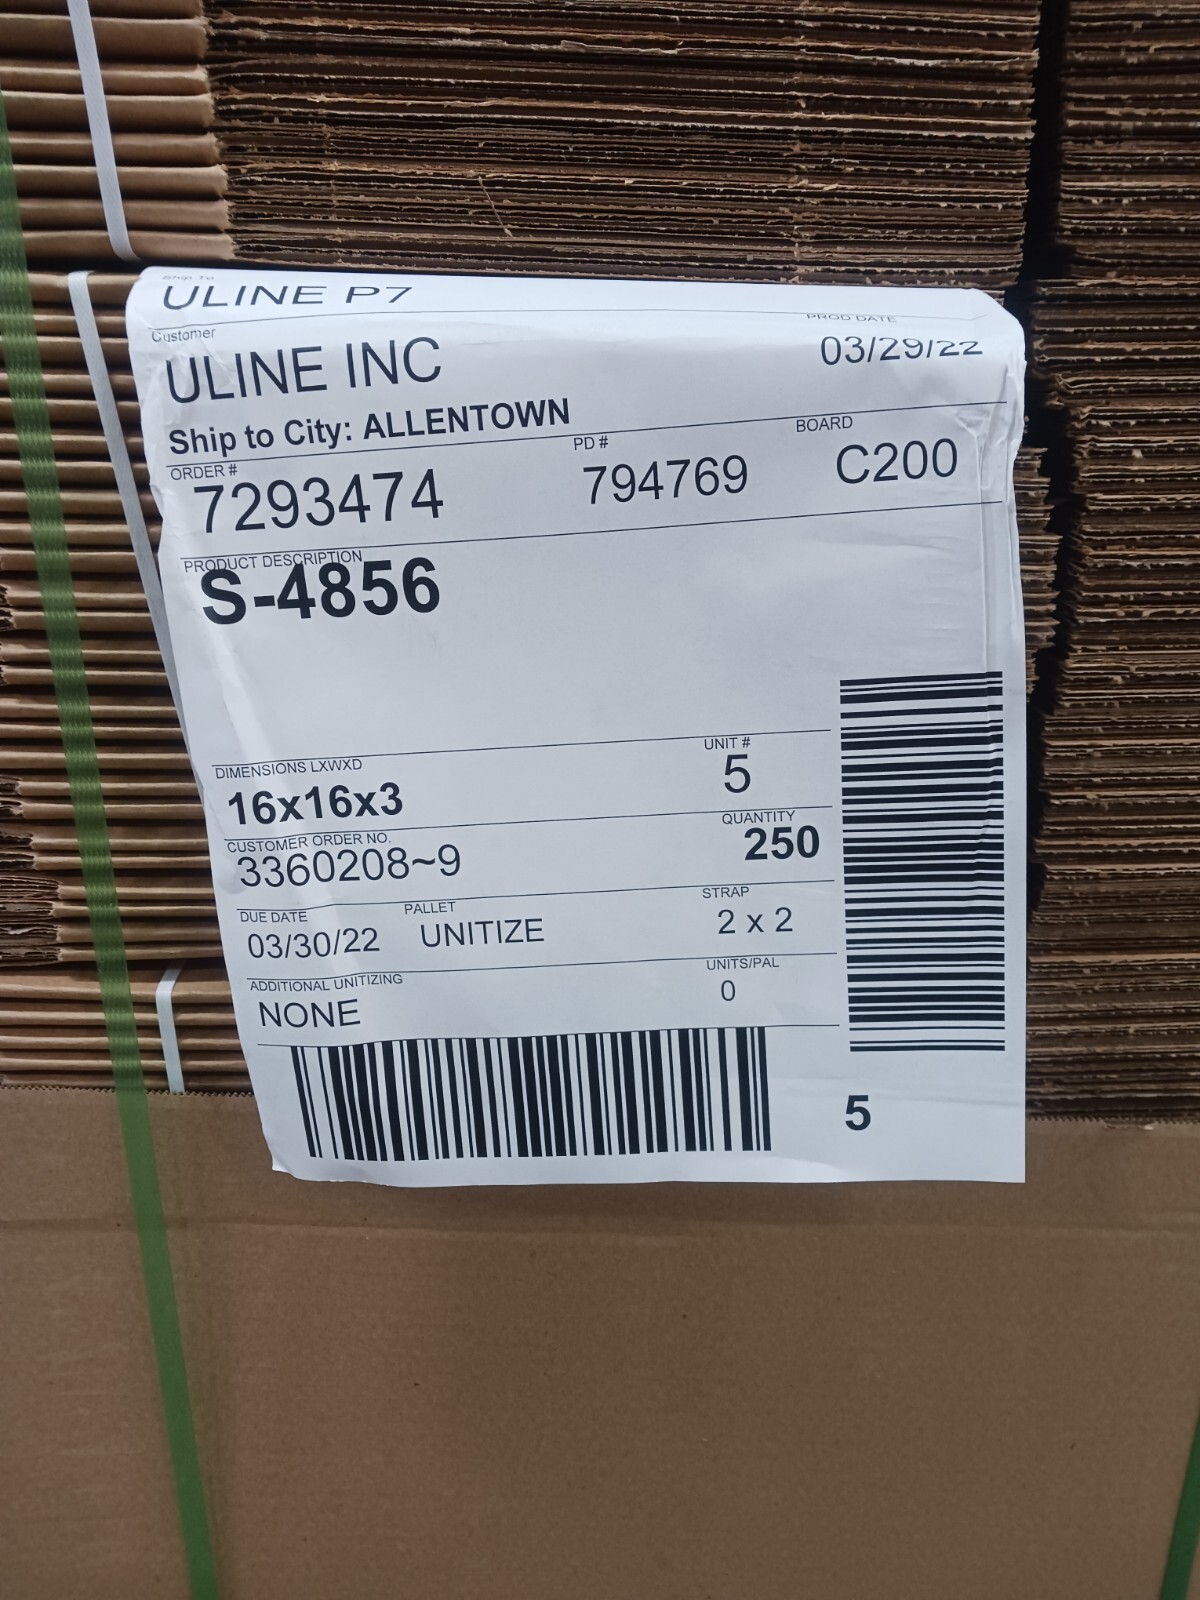 Ship To
ULINE P7
Customer
PROD DATE
ULINE INC
03/29/22
Ship to City: ALLENTOWN
ORDER #
PD #
BOARD
7293474
794769
C200
PRODUCT DESCRIPTION
S-4856
DIMENSIONS LXWXD
UNIT #
16x16x3
5
CUSTOMER ORDER NO.
QUANTITY
3360208~9
250
DUE DATE
PALLET
STRAP
03/30/22
UNITIZE
2 x 2
ADDITIONAL UNITIZING
UNITS/PAL
NONE
0
5